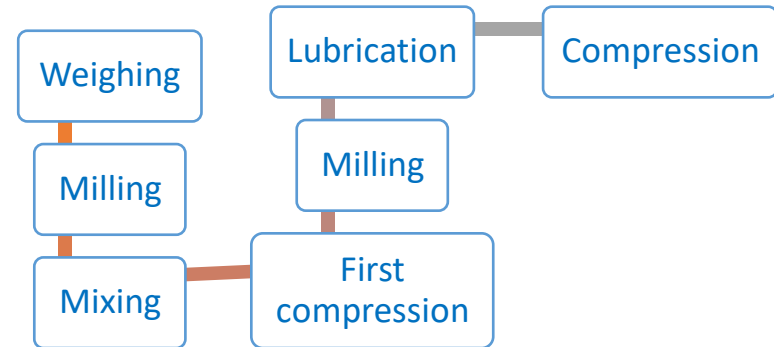 Weighing
Milling
Mixing
First
compression
Milling
Lubrication
Compression